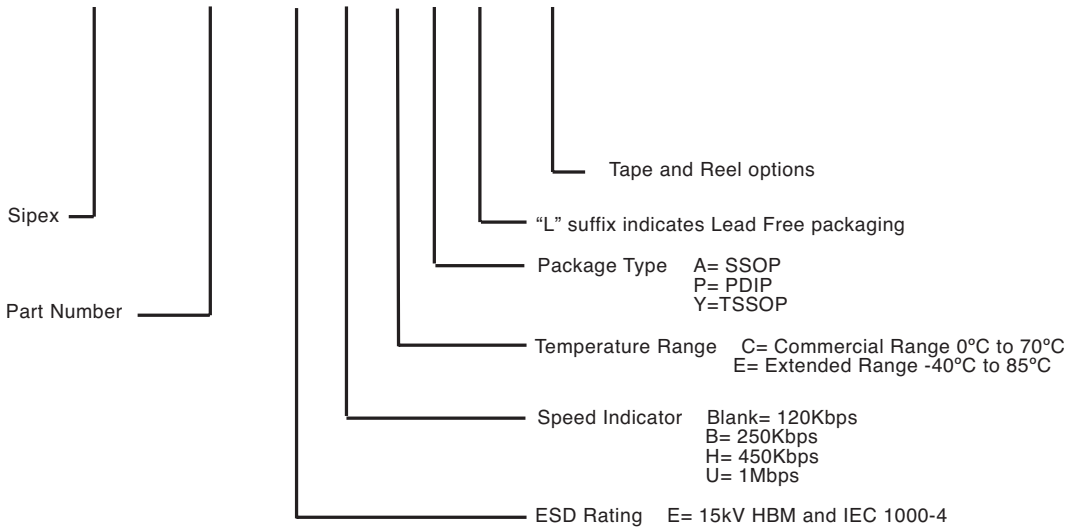 Tape and Reel options
Sipex
“L” suffix indicates Lead Free packaging
Package Type A= SSOP
P= PDIP
Y=TSSOP
Part Number
Temperature Range C= Commercial Range 0ºC to 70ºC
E= Extended Range -40ºC to 85ºC
Speed Indicator Blank= 120Kbps
B= 250Kbps
H= 450Kbps
U= 1Mbps
ESD Rating E= 15kV HBM and IEC 1000-4